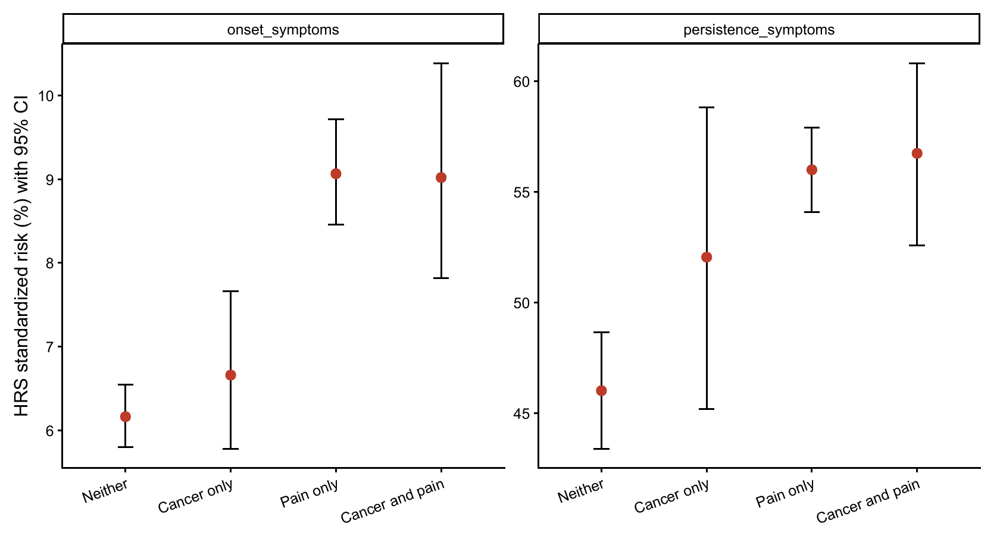 onset_symptoms
persistence_symptoms
HRS standardized risk (%) with 95% CI
10
9
8
7
6
60
55
50
45
Neither
Cancer only
Pain only
Cancer and pain
Neither
Cancer only
Pain only
Cancer and pain